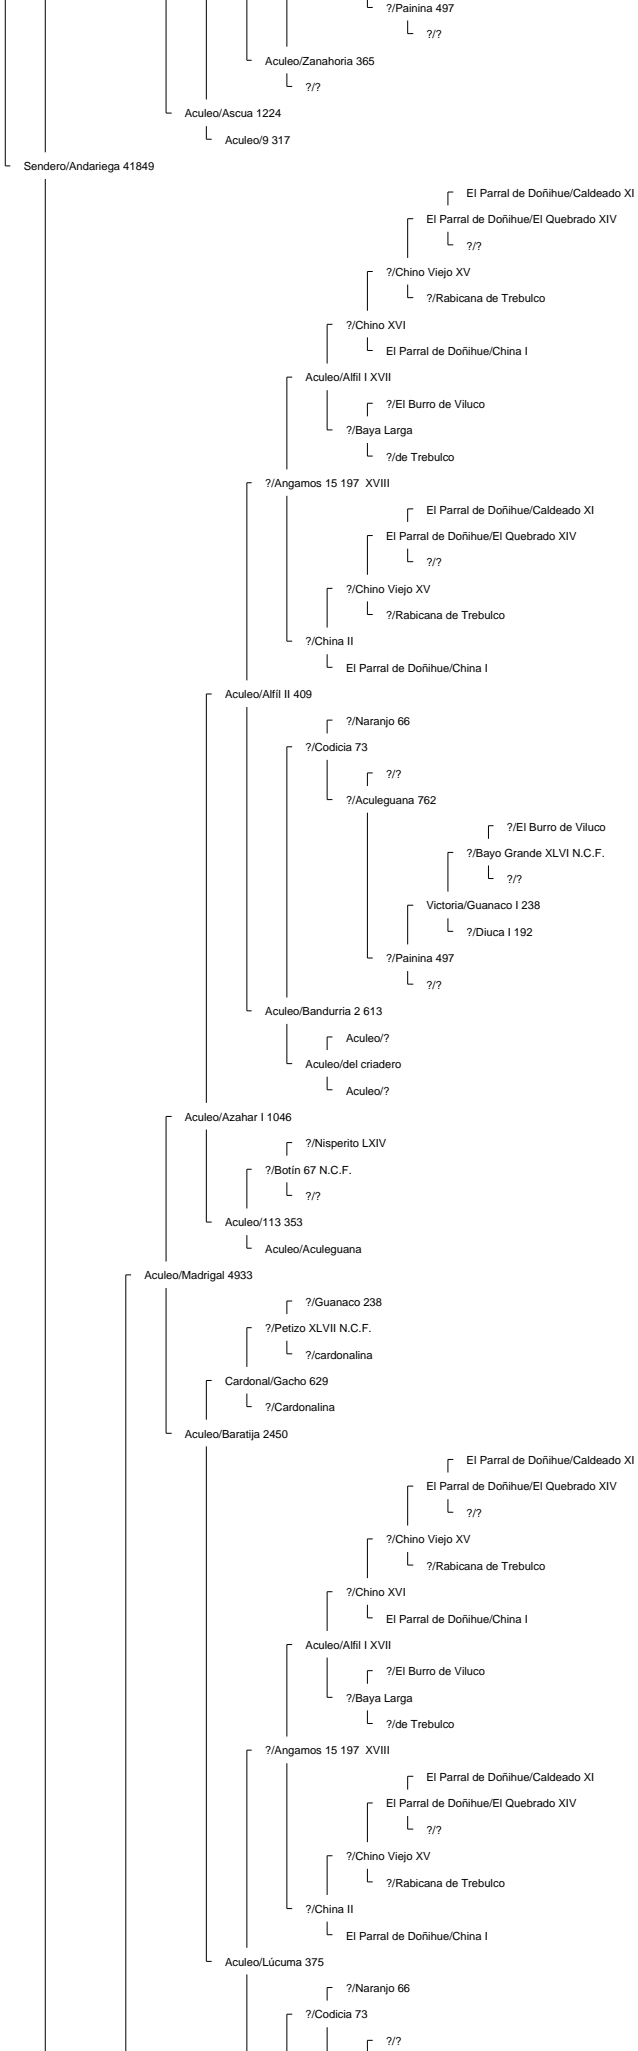 ?/Painina 497
?/?
Aculeo/Zanahoria 365
?/?
Aculeo/Ascua 1224
Aculeo/9 317
Sendero/Andariega 41849
El Parral de Doñihue/Caldeado XI
El Parral de Doñihue/El Quebrado XIV
?/?
?/Chino Viejo XV
?/Rabicana de Trebulco
?/Chino XVI
El Parral de Doñihue/China I
Aculeo/Alfil I XVII
?/El Burro de Viluco
?/Baya Larga
?/de Trebulco
?/Angamos 15 197  XVIII
El Parral de Doñihue/Caldeado XI
El Parral de Doñihue/El Quebrado XIV
?/?
?/Chino Viejo XV
?/Rabicana de Trebulco
?/China II
El Parral de Doñihue/China I
Aculeo/Alfíl II 409
?/Naranjo 66
?/Codicia 73
?/?
?/Aculeguana 762
?/El Burro de Viluco
?/Bayo Grande XLVI N.C.F.
?/?
Victoria/Guanaco I 238
?/Diuca I 192
?/Painina 497
?/?
Aculeo/Bandurria 2 613
Aculeo/?
Aculeo/del criadero
Aculeo/?
Aculeo/Azahar I 1046
?/Nisperito LXIV
?/Botín 67 N.C.F.
?/?
Aculeo/113 353
Aculeo/Aculeguana
Aculeo/Madrigal 4933
?/Guanaco 238
?/Petizo XLVII N.C.F.
?/cardonalina
Cardonal/Gacho 629
?/Cardonalina
Aculeo/Baratija 2450
El Parral de Doñihue/Caldeado XI
El Parral de Doñihue/El Quebrado XIV
?/?
?/Chino Viejo XV
?/Rabicana de Trebulco
?/Chino XVI
El Parral de Doñihue/China I
Aculeo/Alfil I XVII
?/El Burro de Viluco
?/Baya Larga
?/de Trebulco
?/Angamos 15 197  XVIII
El Parral de Doñihue/Caldeado XI
El Parral de Doñihue/El Quebrado XIV
?/?
?/Chino Viejo XV
?/Rabicana de Trebulco
?/China II
El Parral de Doñihue/China I
Aculeo/Lúcuma 375
?/Naranjo 66
?/Codicia 73
?/?